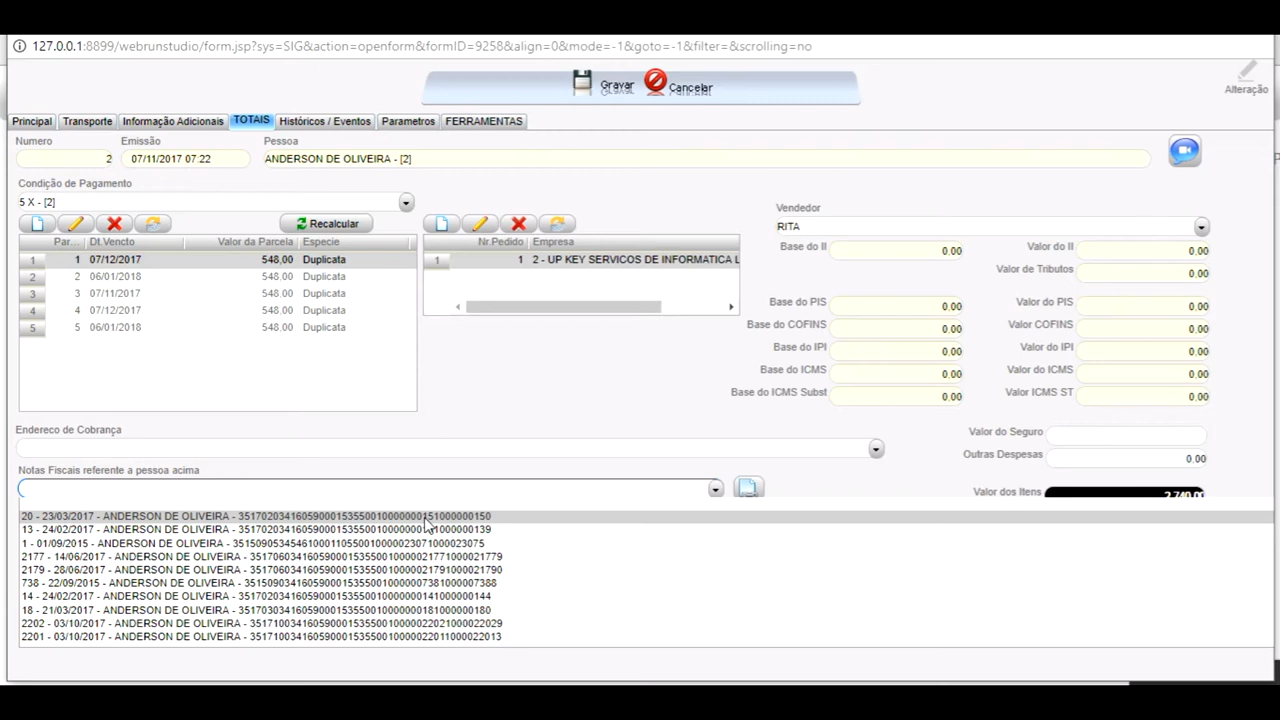 127.0.0.1:8899/webrunstudio/form.jsp?sys=SIG&action=openform&formID=9258&align=0&mode=-1&goto=-1&filter=&scrolling=no
Gravar Cancelar
Alteração
Principal Transporte Informação Adicionais TOTAIS Históricos / Eventos Parametros FERRAMENTAS
Numero Emissão Pessoa
2 07/11/2017 07:22 ANDERSON DE OLIVEIRA - [2]
Condição de Pagamento
5 X - [2]
Vendedor
RITA
Recalcular
Par... Dt.Vencto Valor da Parcela Especie
1 1 07/12/2017 548,00 Duplicata
2 2 06/01/2018 548,00 Duplicata
3 3 07/11/2017 548,00 Duplicata
4 4 07/12/2017 548,00 Duplicata
5 5 06/01/2018 548,00 Duplicata
Nr.Pedido Empresa
1 1 2 - UP KEY SERVICOS DE INFORMATICA L
Base do II 0.00 Valor do II 0.00
Valor de Tributos 0.00
Base do PIS 0.00 Valor do PIS 0.00
Base do COFINS 0.00 Valor COFINS 0.00
Base do IPI 0.00 Valor do IPI 0.00
Base do ICMS 0.00 Valor do ICMS 0.00
Base do ICMS Subst 0.00 Valor ICMS ST 0.00
Endereco de Cobrança
Valor do Seguro
Outras Despesas 0.00
Notas Fiscais referente a pessoa acima
Valor dos Itens 2.740,00
20 - 23/03/2017 - ANDERSON DE OLIVEIRA - 35170203416059000153550010000000151000000150
13 - 24/02/2017 - ANDERSON DE OLIVEIRA -
1 - 01/09/2015 - ANDERSON DE OLIVEIRA - 35150905345461000110550010000023071000023075
2177 - 14/06/2017 - ANDERSON DE OLIVEIRA - 35170603416059000153550010000021771000021779
2179 - 28/06/2017 - ANDERSON DE OLIVEIRA - 35170603416059000153550010000021791000021790
738 - 22/09/2015 - ANDERSON DE OLIVEIRA - 35150903416059000153550010000007381000007388
14 - 24/02/2017 - ANDERSON DE OLIVEIRA - 35170203416059000153550010000000141000000144
18 - 21/03/2017 - ANDERSON DE OLIVEIRA - 35170303416059000153550010000000181000000180
2202 - 03/10/2017 - ANDERSON DE OLIVEIRA - 35171003416059000153550010000022021000022029
2201 - 03/10/2017 - ANDERSON DE OLIVEIRA - 35171003416059000153550010000022011000022013